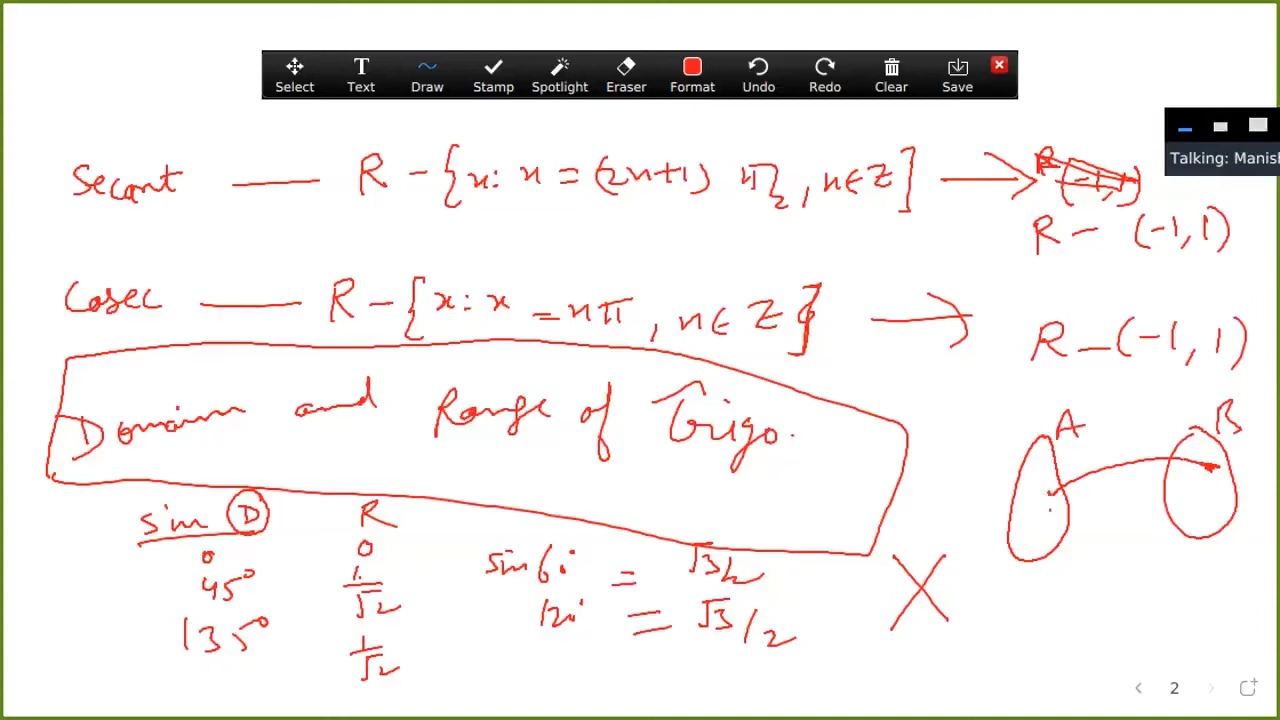 Select Text Draw Stamp Spotlight Eraser Format Undo Redo Clear Save
Talking: Manish
Secant — R - {x: x = (2n+1) π/2, n∈Z] → R - (-1, 1)
R - (-1, 1)
Cosec — R - {x: x = nπ, n∈Z} → R - (-1, 1)
Domain and Range of Trigo.
A B
sin D R
0 0
45° 1/√2
135° 1/√2
sin 60 = √3/2
120 = √3/2
2